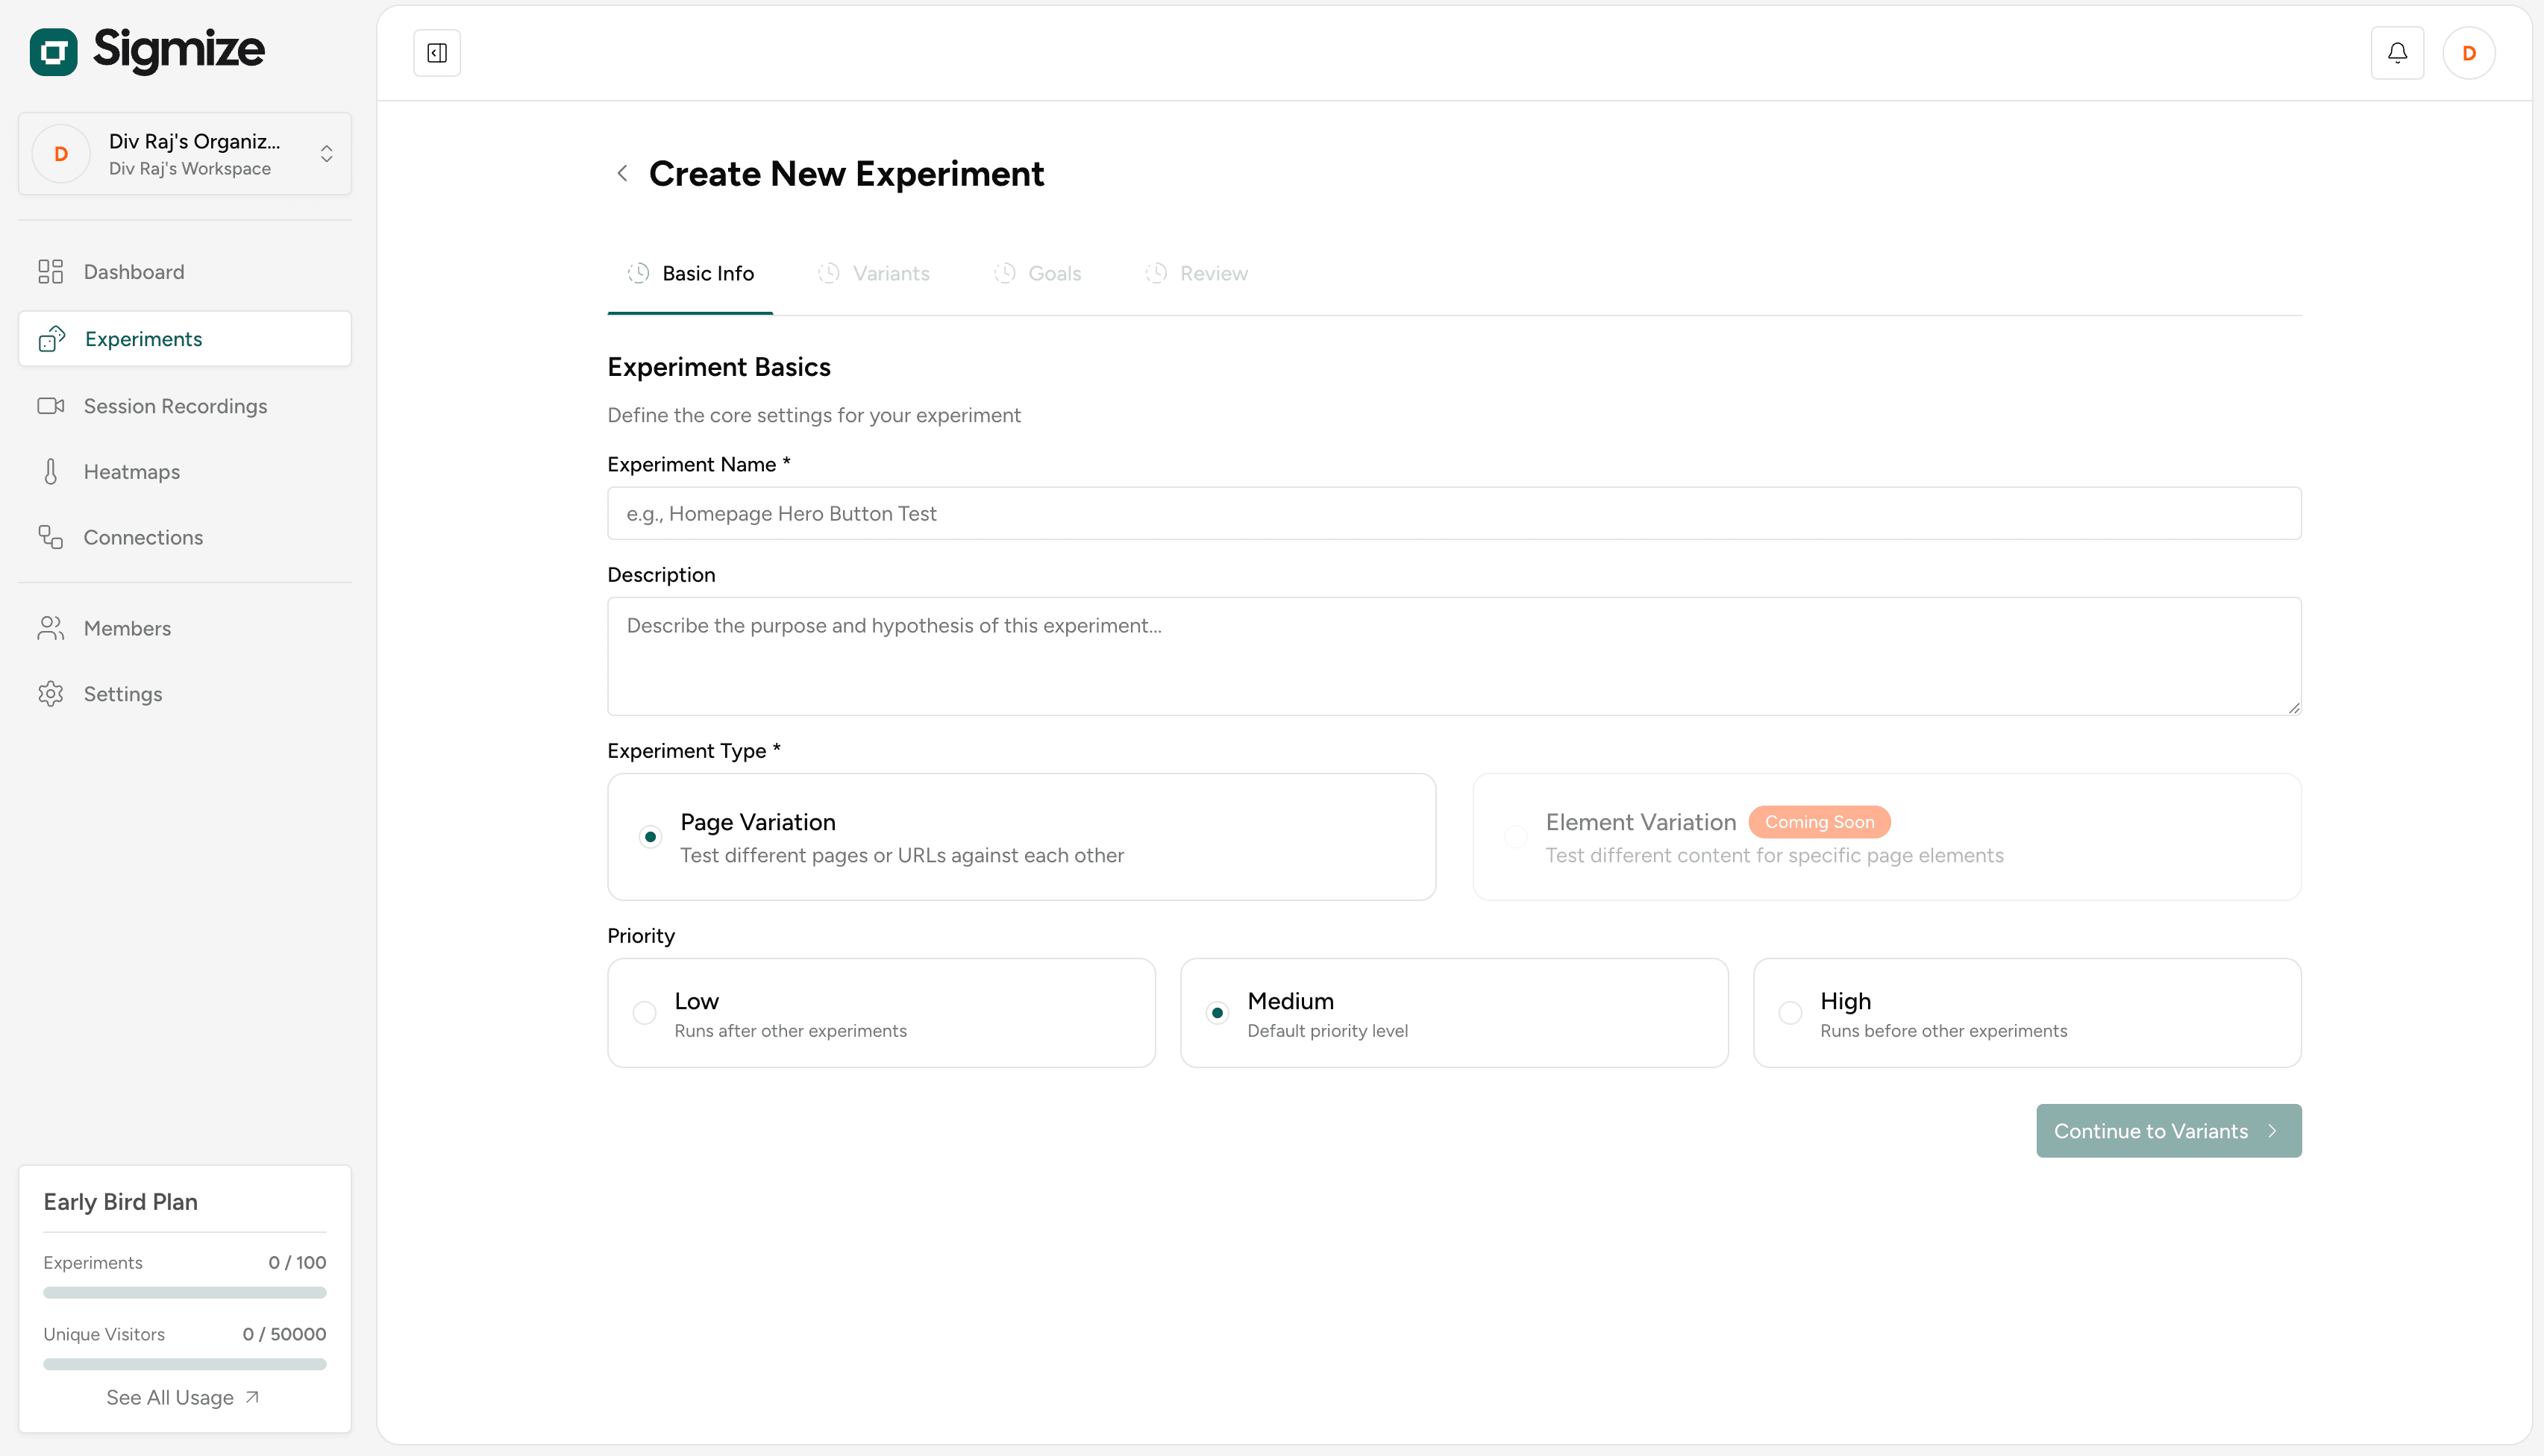 Sigmize
D
Div Raj's Organiz...
Div Raj's Workspace
Dashboard
Experiments
Session Recordings
Heatmaps
Connections
Members
Settings
Early Bird Plan
Experiments 0 / 100
Unique Visitors 0 / 50000
See All Usage
D
Create New Experiment
Basic Info Variants Goals Review
Experiment Basics
Define the core settings for your experiment
Experiment Name *
e.g., Homepage Hero Button Test
Description
Describe the purpose and hypothesis of this experiment...
Experiment Type *
Page Variation
Test different pages or URLs against each other
Element Variation Coming Soon
Test different content for specific page elements
Priority
Low
Runs after other experiments
Medium
Default priority level
High
Runs before other experiments
Continue to Variants